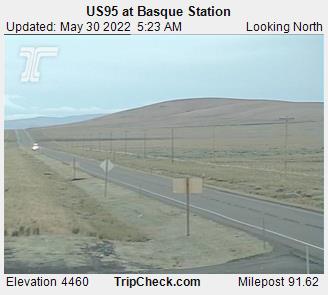 US95 at Basque Station
Updated: May 30 2022 5:23 AM Looking North
Elevation 4460 TripCheck.com Milepost 91.62